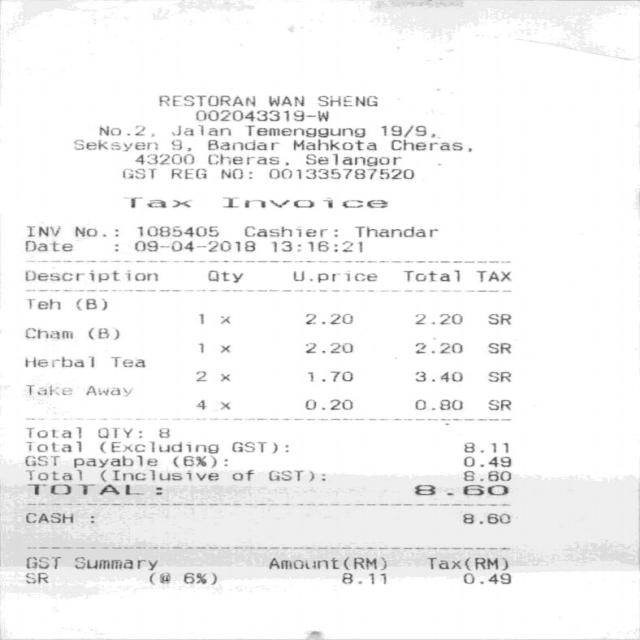 RESTORAN WAN SHENG
002043319-W
No.2, Jalan Temenggung 19/9,
Seksyen 9, Bandar Mahkota Cheras,
43200 Cheras, Selangor
GST REG NO: 001335787520
Tax Invoice
INV No.: 1085405 Cashier: Thandar
Date : 09-04-2018 13:16:21
Description Qty U.price Total TAX
Teh (B)
1 x 2.20 2.20 SR
Cham (B)
1 x 2.20 2.20 SR
Herbal Tea
2 x 1.70 3.40 SR
Take Away
4 x 0.20 0.80 SR
Total QTY: 8
Total (Excluding GST): 8.11
GST payable (6%): 0.49
Total (Inclusive of GST): 8.60
TOTAL: 8.60
CASH : 8.60
GST Summary Amount(RM) Tax(RM)
SR (@ 6%) 8.11 0.49